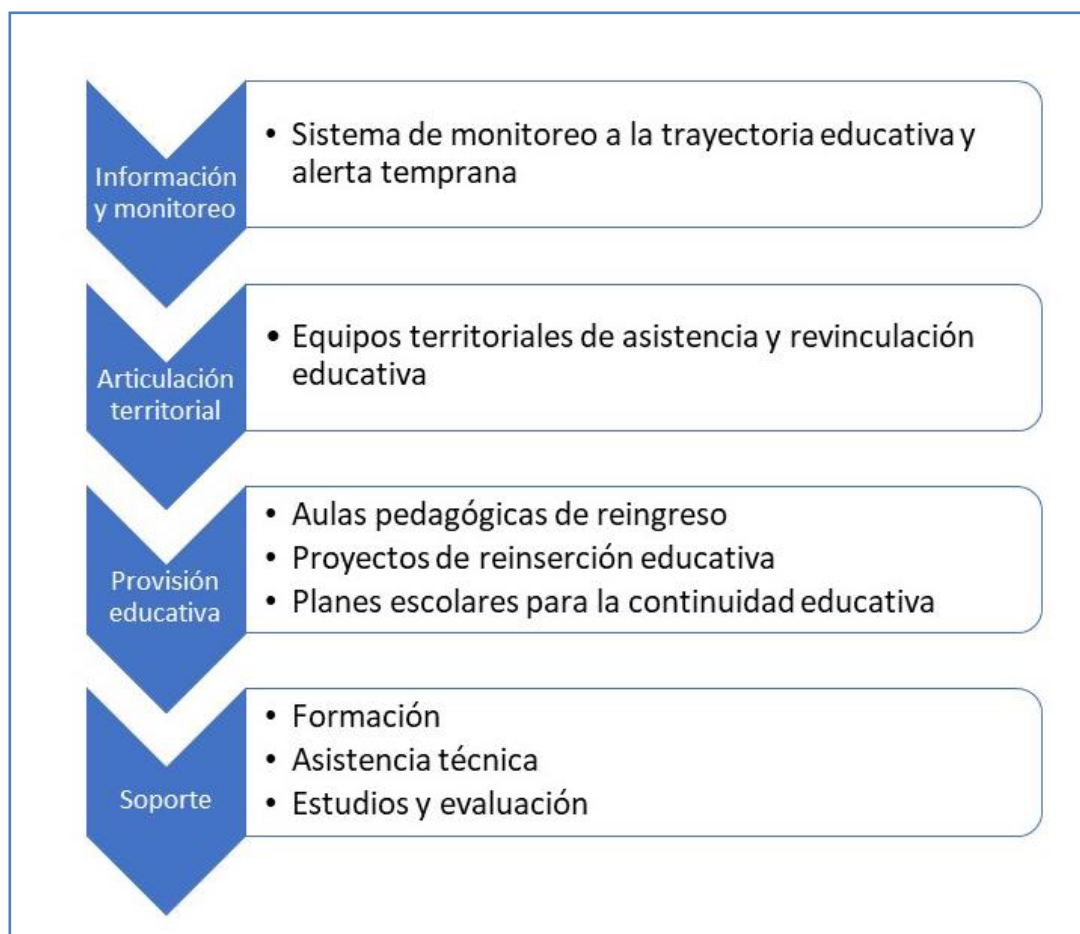 Información
y monitoreo
• Sistema de monitoreo a la trayectoria educativa y
alerta temprana
Articulación
territorial
• Equipos territoriales de asistencia y revinculación
educativa
Provisión
educativa
• Aulas pedagógicas de reingreso
• Proyectos de reinserción educativa
• Planes escolares para la continuidad educativa
Soporte
• Formación
• Asistencia técnica
• Estudios y evaluación